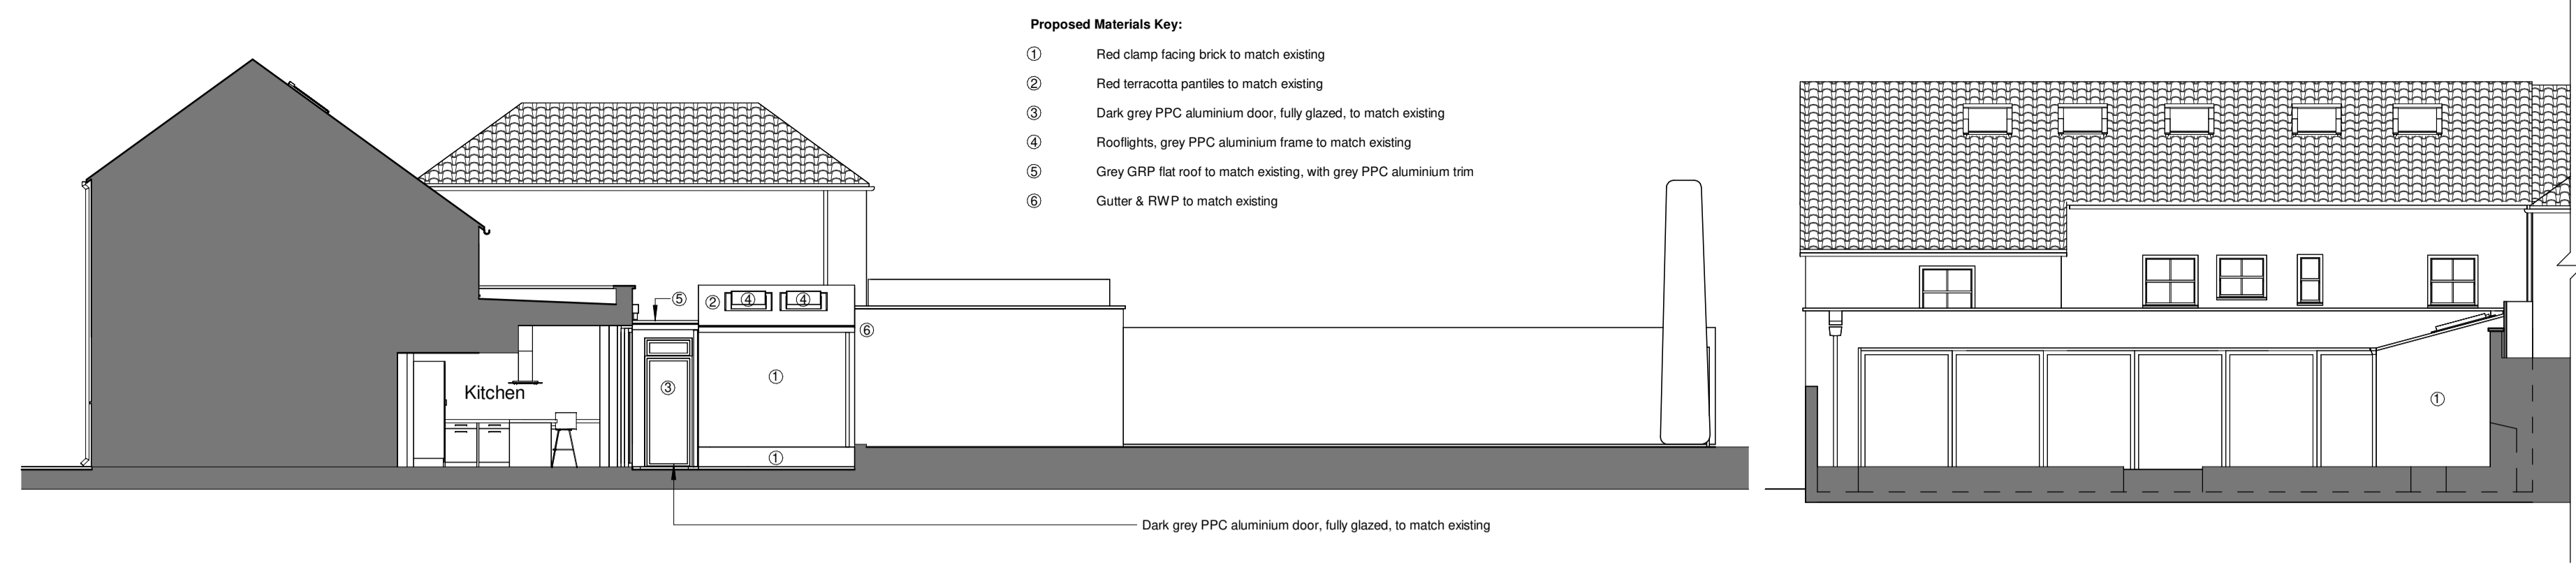 Proposed Materials Key:
① Red clamp facing brick to match existing
② Red terracotta pantiles to match existing
③ Dark grey PPC aluminium door, fully glazed, to match existing
④ Rooflights, grey PPC aluminium frame to match existing
⑤ Grey GRP flat roof to match existing, with grey PPC aluminium trim
⑥ Gutter & RWP to match existing
⑤
② ④ ④
⑥
①
③
Kitchen
①
①
Dark grey PPC aluminium door, fully glazed, to match existing